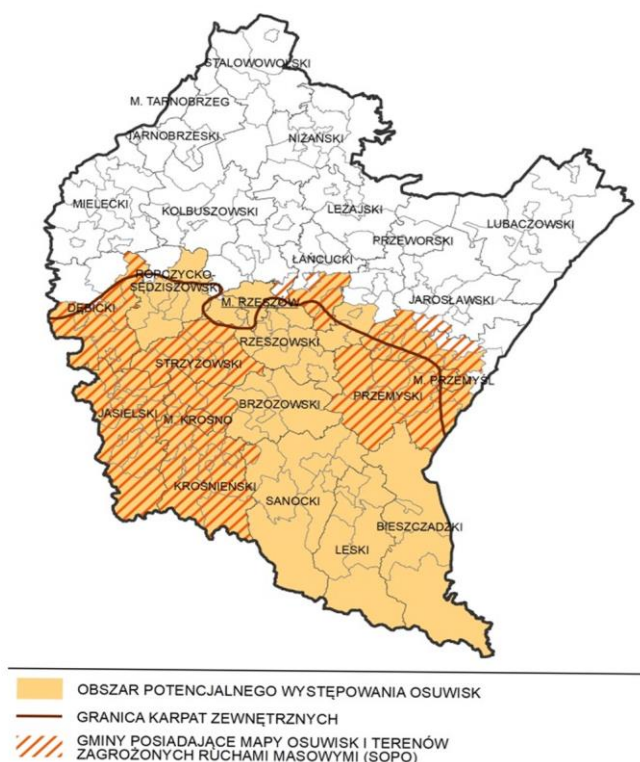 STALOWOWOLSKI
M. TARNOBRZEG
TARNOBRZESKI
NIŻAŃSKI
MIELECKI
KOLBUSZOWSKI
LEŻAJSKI
LUBACZOWSKI
PRZEWORSKI
ŁAŃCUCKI
ROPCZYCKO-
SĘDZISZOWSKI
JAROSŁAWSKI
DĘBICKI
M. RZESZÓW
RZESZOWSKI
STRZYŻOWSKI
M. PRZEMYŚL
PRZEMYSKI
BRZOZOWSKI
JASIELSKI
M. KROSNO
KROŚNIEŃSKI
SANOCKI
BIESZCZADZKI
LESKI
OBSZAR POTENCJALNEGO WYSTĘPOWANIA OSUWISK
GRANICA KARPAT ZEWNĘTRZNYCH
GMINY POSIADAJĄCE MAPY OSUWISK I TERENÓW
ZAGROŻONYCH RUCHAMI MASOWYMI (SOPO)